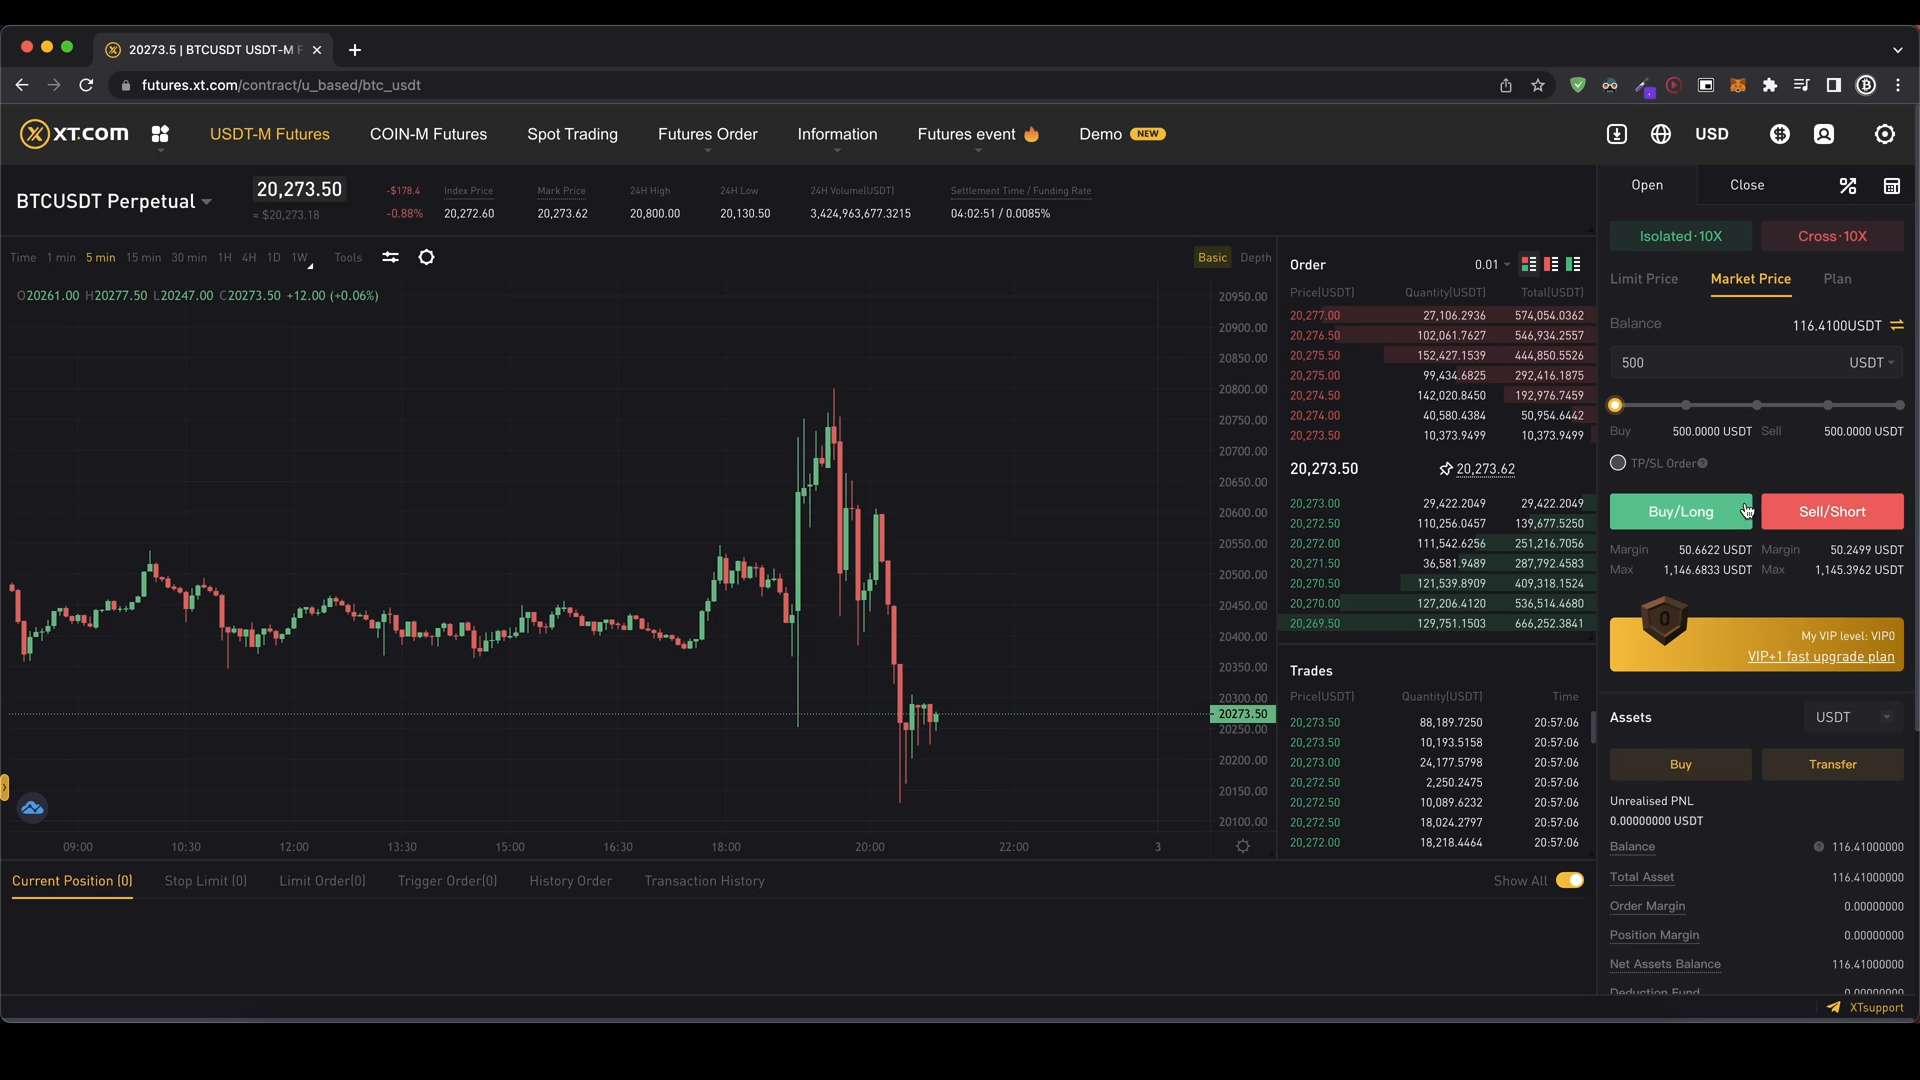 20273.5 | BTCUSDT USDT-M F
futures.xt.com/contract/u_based/btc_usdt
XT.COM
USDT-M Futures
COIN-M Futures
Spot Trading
Futures Order
Information
Futures event
Demo NEW
USD
BTCUSDT Perpetual
20,273.50
≈ $20,273.18
-$178.4
-0.88%
Index Price
20,272.60
Mark Price
20,273.62
24H High
20,800.00
24H Low
20,130.50
24H Volume(USDT)
3,424,963,677.3215
Settlement Time / Funding Rate
04:02:51 / 0.0085%
Time 1 min 5 min 15 min 30 min 1H 4H 1D 1W Tools
Basic Depth
O20261.00 H20277.50 L20247.00 C20273.50 +12.00 (+0.06%)
20950.00
20900.00
20850.00
20800.00
20750.00
20700.00
20650.00
20600.00
20550.00
20500.00
20450.00
20400.00
20350.00
20300.00
20273.50
20250.00
20200.00
20150.00
20100.00
09:00 10:30 12:00 13:30 15:00 16:30 18:00 20:00 22:00 3
Order 0.01
Price(USDT) Quantity(USDT) Total(USDT)
20,277.00 27,106.2936 574,054.0362
20,276.50 102,061.7627 546,934.2557
20,275.50 152,427.1539 444,850.5526
20,275.00 99,434.6825 292,416.1875
20,274.50 142,020.8450 192,976.7459
20,274.00 40,580.4384 50,954.6442
20,273.50 10,373.9499 10,373.9499
20,273.50 20,273.62
20,273.00 29,422.2049 29,422.2049
20,272.50 110,256.0457 139,677.5250
20,272.00 111,542.6256 251,216.7056
20,271.50 36,581.9489 287,792.4583
20,270.50 121,539.8909 409,318.1524
20,270.00 127,206.4120 536,514.4680
20,269.50 129,751.1503 666,252.3841
Trades
Price(USDT) Quantity(USDT) Time
20,273.50 88,189.7250 20:57:06
20,273.50 10,193.5158 20:57:06
20,273.00 24,177.5798 20:57:06
20,272.50 2,250.2475 20:57:06
20,272.50 10,089.6232 20:57:06
20,272.50 18,024.2797 20:57:06
20,272.00 18,218.4464 20:57:06
Open Close
Isolated·10X Cross·10X
Limit Price Market Price Plan
Balance 116.4100USDT
500 USDT
Buy 500.0000 USDT Sell 500.0000 USDT
TP/SL Order
Buy/Long Sell/Short
Margin 50.6622 USDT Margin 50.2499 USDT
Max 1,146.6833 USDT Max 1,145.3962 USDT
0
My VIP level: VIP0
VIP+1 fast upgrade plan
Assets USDT
Buy Transfer
Unrealised PNL
0.00000000 USDT
Balance 116.41000000
Total Asset 116.41000000
Order Margin 0.00000000
Position Margin 0.00000000
Net Assets Balance 116.41000000
Deduction Fund 0.00000000
Current Position (0) Stop Limit (0) Limit Order(0) Trigger Order(0) History Order Transaction History Show All
XTsupport